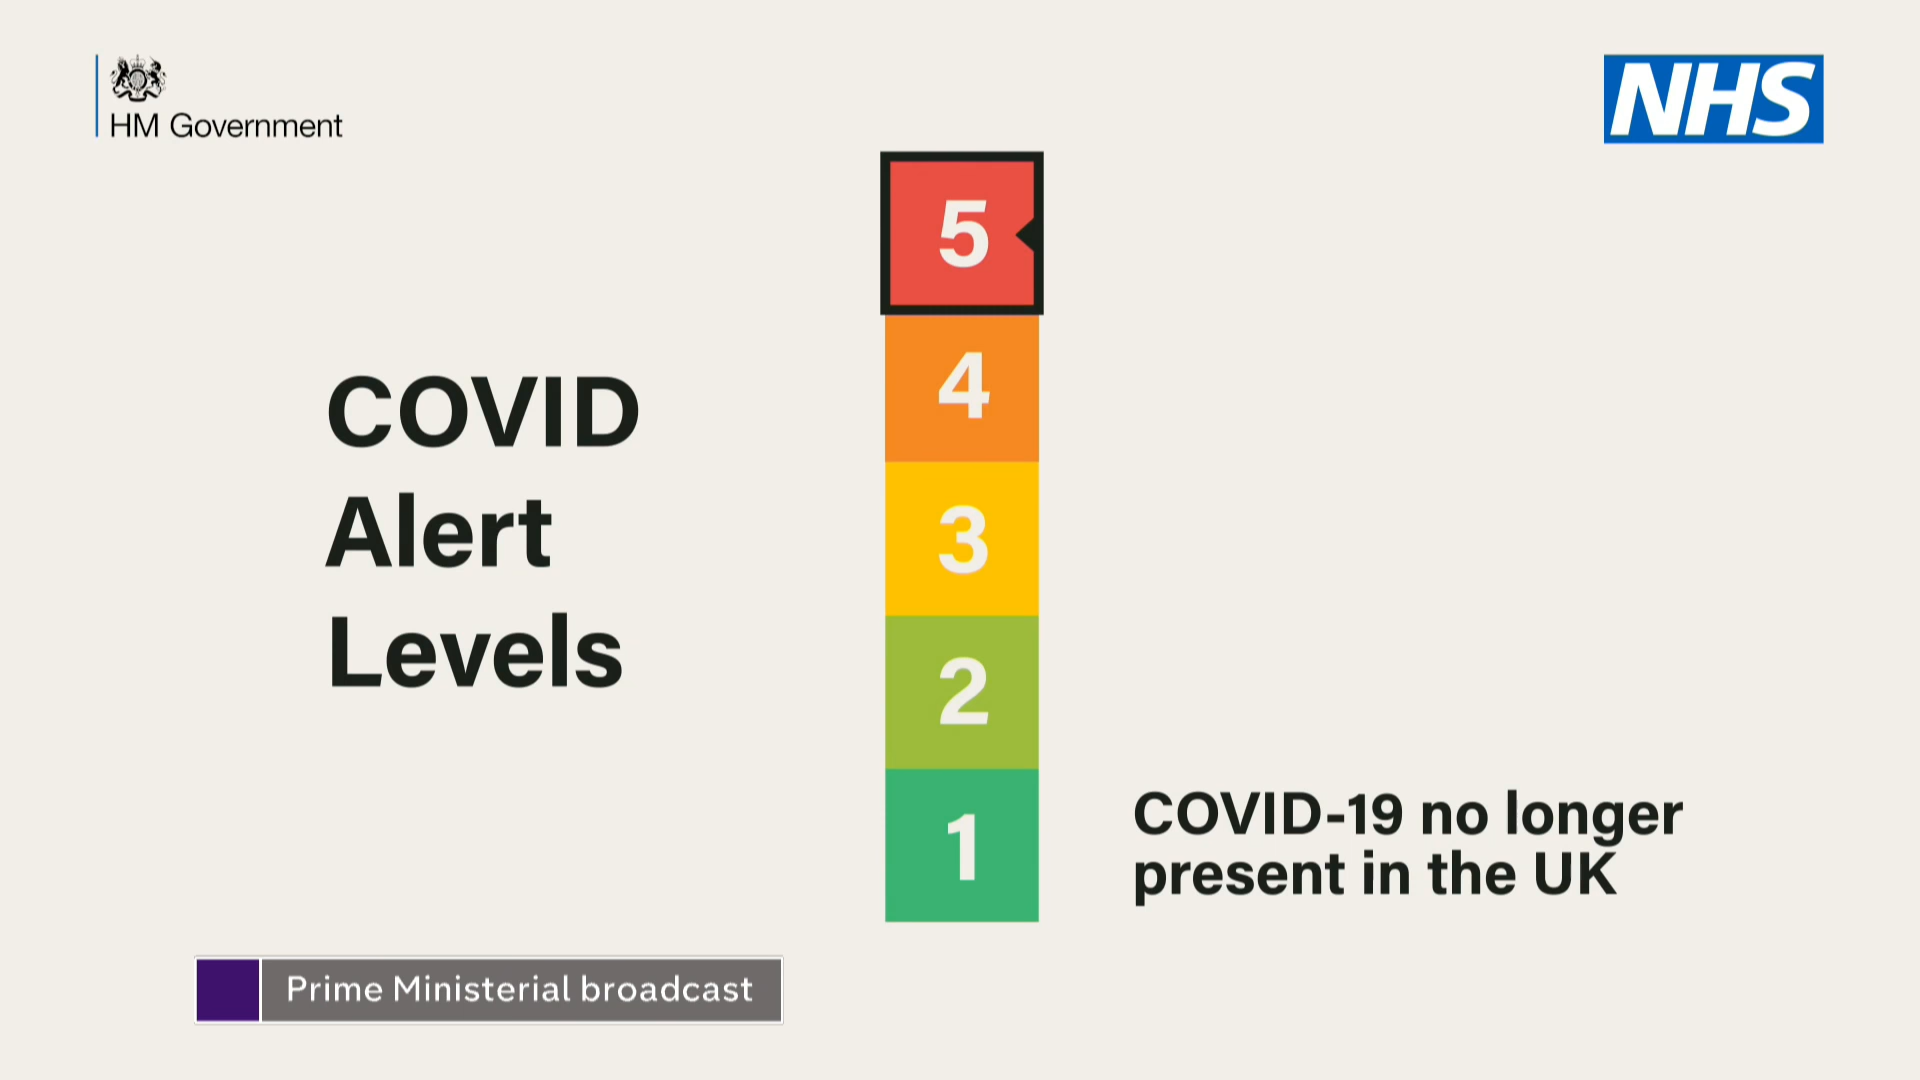 HM Government
NHS
5
4
COVID
Alert
Levels
3
2
1
COVID-19 no longer
present in the UK
Prime Ministerial broadcast